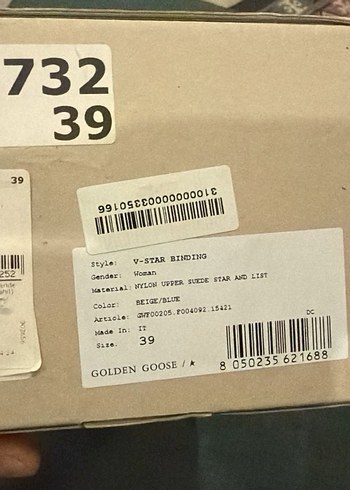 732
39
39
252
Style: V-STAR BINDING
Gender: Woman
Material: NYLON UPPER SUEDE STAR AND LIST
Color: BEIGE/BLUE
Article: GWF00205.F004092.15421
Made In: IT
Size: 39
DC
GOLDEN GOOSE / ★
8 050235 621688